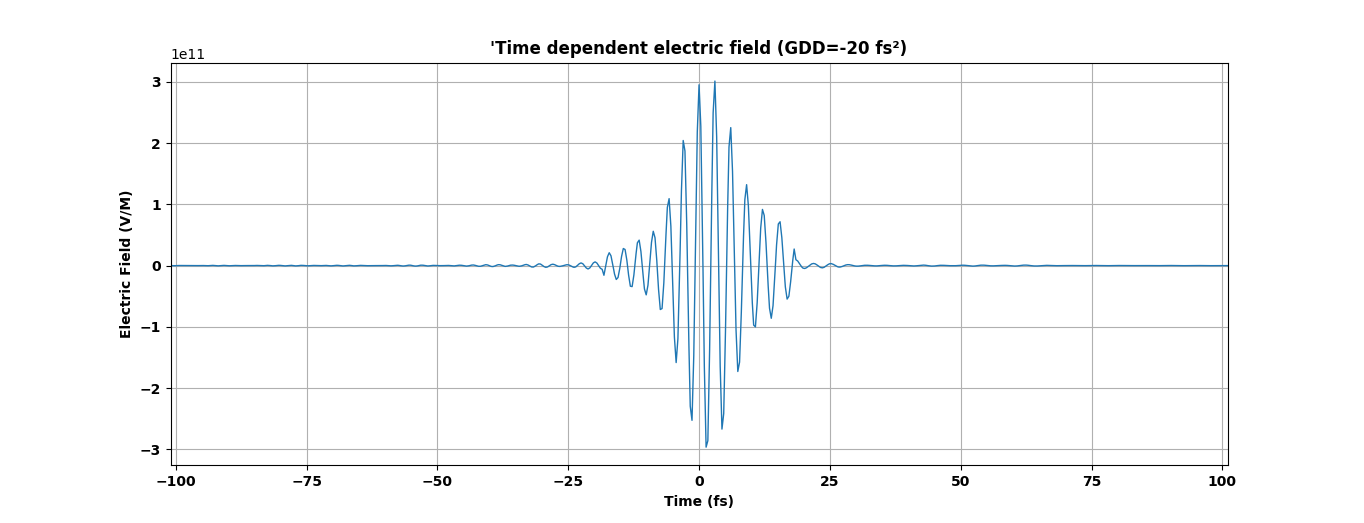 'Time dependent electric field (GDD=-20 fs²)
1e11
3
2
1
0
−1
−2
−3
Electric Field (V/M)
−100 −75 −50 −25 0 25 50 75 100
Time (fs)